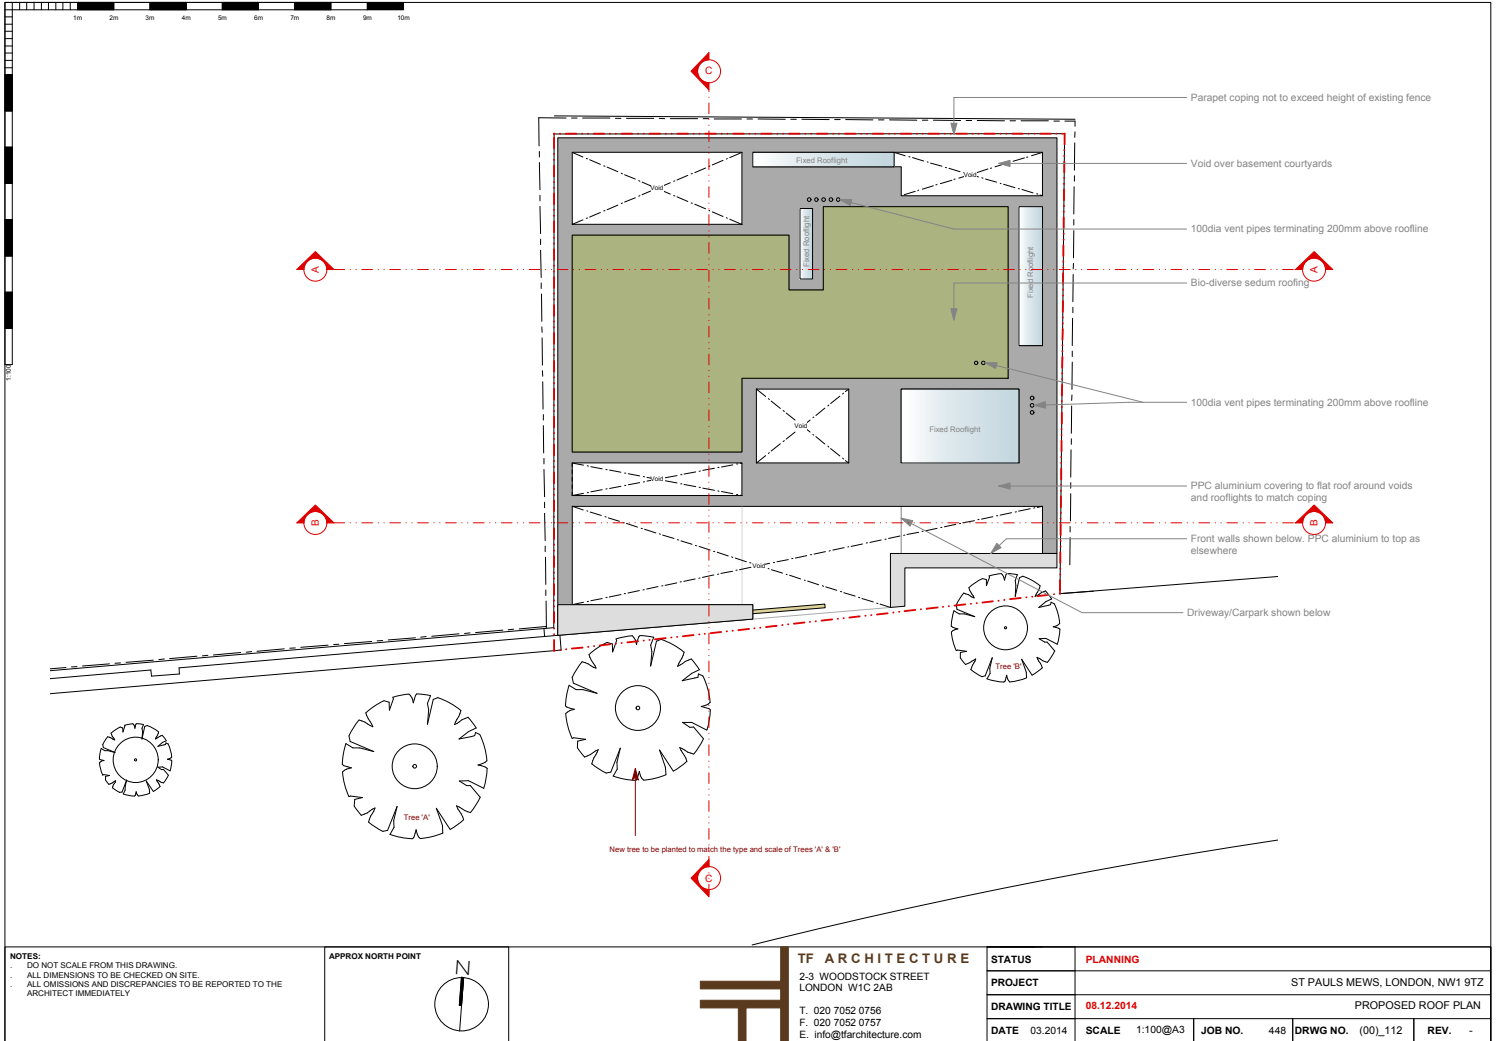 1m 2m 3m 4m 5m 6m 7m 8m 9m 10m
1:100
C
Parapet coping not to exceed height of existing fence
Fixed Rooflight
Void over basement courtyards
Void
Void
100dia vent pipes terminating 200mm above roofline
Fixed Rooflight
Fixed Rooflight
A
A
Bio-diverse sedum roofing
100dia vent pipes terminating 200mm above roofline
Void
Fixed Rooflight
Void
PPC aluminium covering to flat roof around voids
and rooflights to match coping
B
B
Front walls shown below. PPC aluminium to top as
elsewhere
Void
Driveway/Carpark shown below
Tree 'B'
Tree 'A'
New tree to be planted to match the type and scale of Trees 'A' & 'B'
C
NOTES:
. DO NOT SCALE FROM THIS DRAWING.
. ALL DIMENSIONS TO BE CHECKED ON SITE.
. ALL OMISSIONS AND DISCREPANCIES TO BE REPORTED TO THE
ARCHITECT IMMEDIATELY
APPROX NORTH POINT
N
TF ARCHITECTURE
2-3 WOODSTOCK STREET
LONDON W1C 2AB
T. 020 7052 0756
F. 020 7052 0757
E. info@tfarchitecture.com
STATUS PLANNING
PROJECT ST PAULS MEWS, LONDON, NW1 9TZ
DRAWING TITLE 08.12.2014 PROPOSED ROOF PLAN
DATE 03.2014 SCALE 1:100@A3 JOB NO. 448 DRWG NO. (00)_112 REV. -